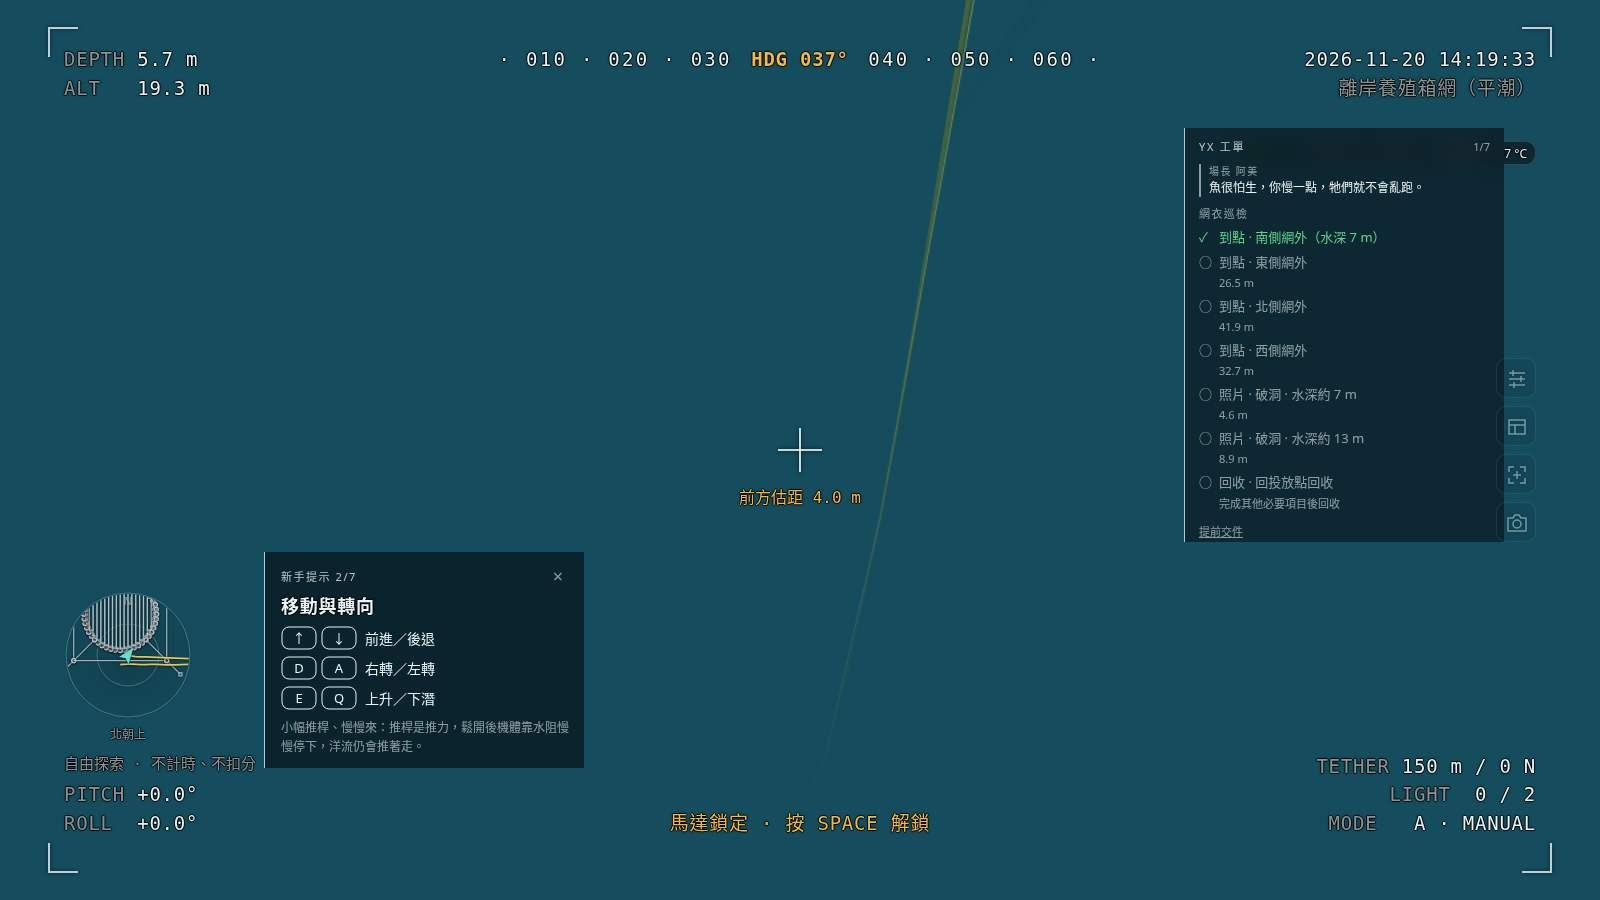 DEPTH 5.7 m
ALT 19.3 m
· 010 · 020 · 030 HDG 037° 040 · 050 · 060 ·
2026-11-20 14:19:33
離岸養殖箱網（平潮）
7 °C
YX 工單 1/7
場長 阿美
魚很怕生，你慢一點，牠們就不會亂跑。
網衣巡檢
✓ 到點 · 南側網外（水深 7 m）
到點 · 東側網外
26.5 m
到點 · 北側網外
41.9 m
到點 · 西側網外
32.7 m
照片 · 破洞 · 水深約 7 m
4.6 m
照片 · 破洞 · 水深約 13 m
8.9 m
回收 · 回投放點回收
完成其他必要項目後回收
提前交件
前方估距 4.0 m
新手提示 2/7 ×
移動與轉向
↑ ↓ 前進／後退
D A 右轉／左轉
E Q 上升／下潛
小幅推桿、慢慢來：推桿是推力，鬆開後機體靠水阻慢
慢停下，洋流仍會推著走。
北朝上
自由探索 · 不計時、不扣分
PITCH +0.0°
ROLL +0.0°
馬達鎖定 · 按 SPACE 解鎖
TETHER 150 m / 0 N
LIGHT 0 / 2
MODE A · MANUAL